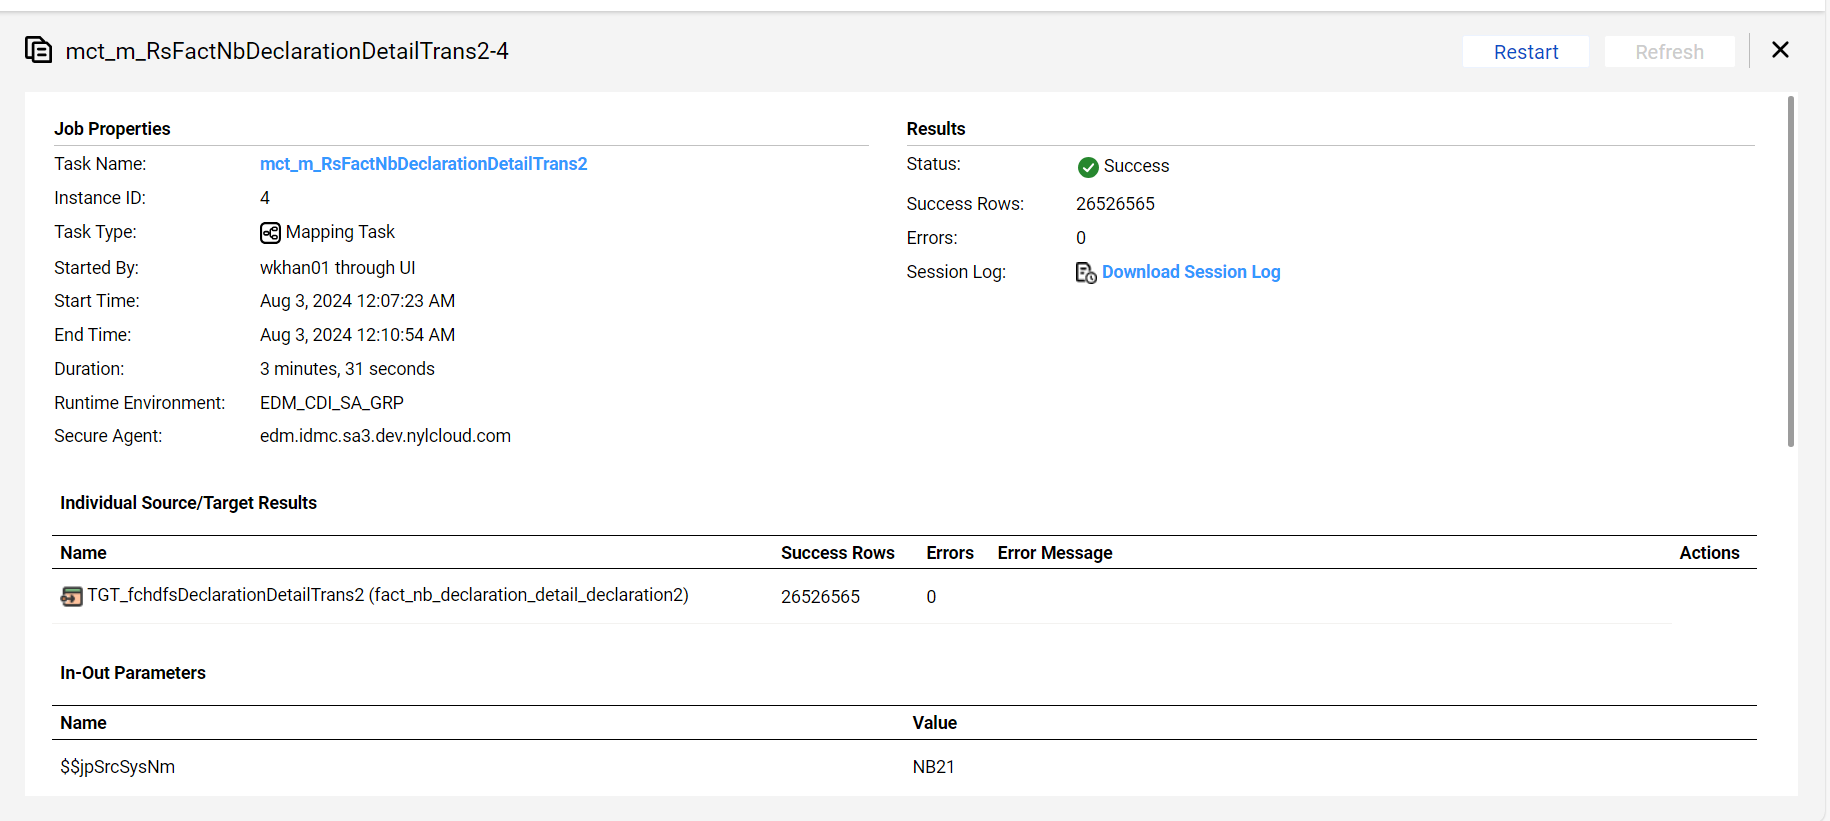 mct_m_RsFactNbDeclarationDetailTrans2-4
Restart
Refresh
Job Properties
Task Name: mct_m_RsFactNbDeclarationDetailTrans2
Instance ID: 4
Task Type: Mapping Task
Started By: wkhan01 through UI
Start Time: Aug 3, 2024 12:07:23 AM
End Time: Aug 3, 2024 12:10:54 AM
Duration: 3 minutes, 31 seconds
Runtime Environment: EDM_CDI_SA_GRP
Secure Agent: edm.idmc.sa3.dev.nylcloud.com
Results
Status: Success
Success Rows: 26526565
Errors: 0
Session Log: Download Session Log
Individual Source/Target Results
Name Success Rows Errors Error Message Actions
TGT_fchdfsDeclarationDetailTrans2 (fact_nb_declaration_detail_declaration2) 26526565 0
In-Out Parameters
Name Value
$$jpSrcSysNm NB21